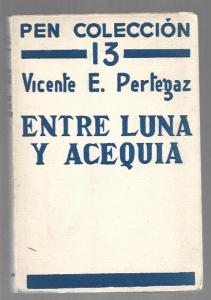 PEN COLECCIÓN
13
Vicente E. Pertegaz
ENTRE LUNA
Y ACEQUIA